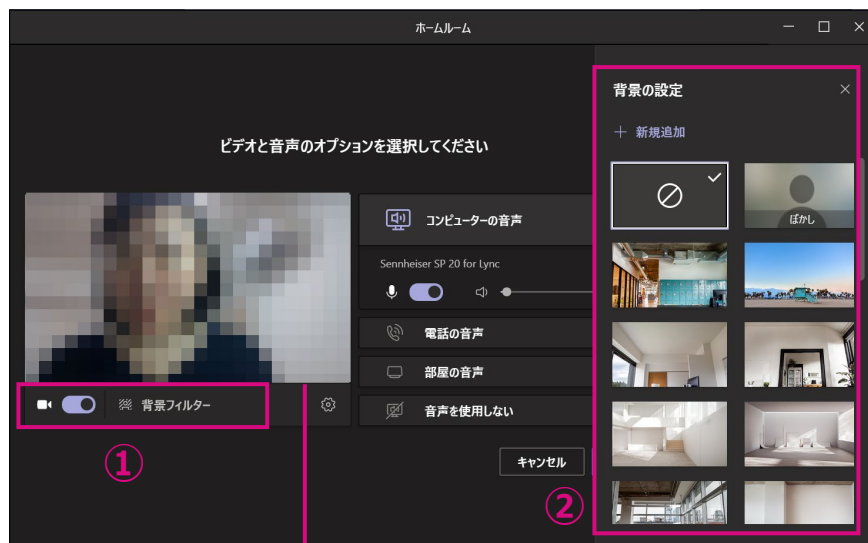 ホームルーム
背景の設定
新規追加
ぼかし
ビデオと音声のオプションを選択してください
コンピューターの音声
Sennheiser SP 20 for Lync
電話の音声
部屋の音声
音声を使用しない
背景フィルター
キャンセル
①
②